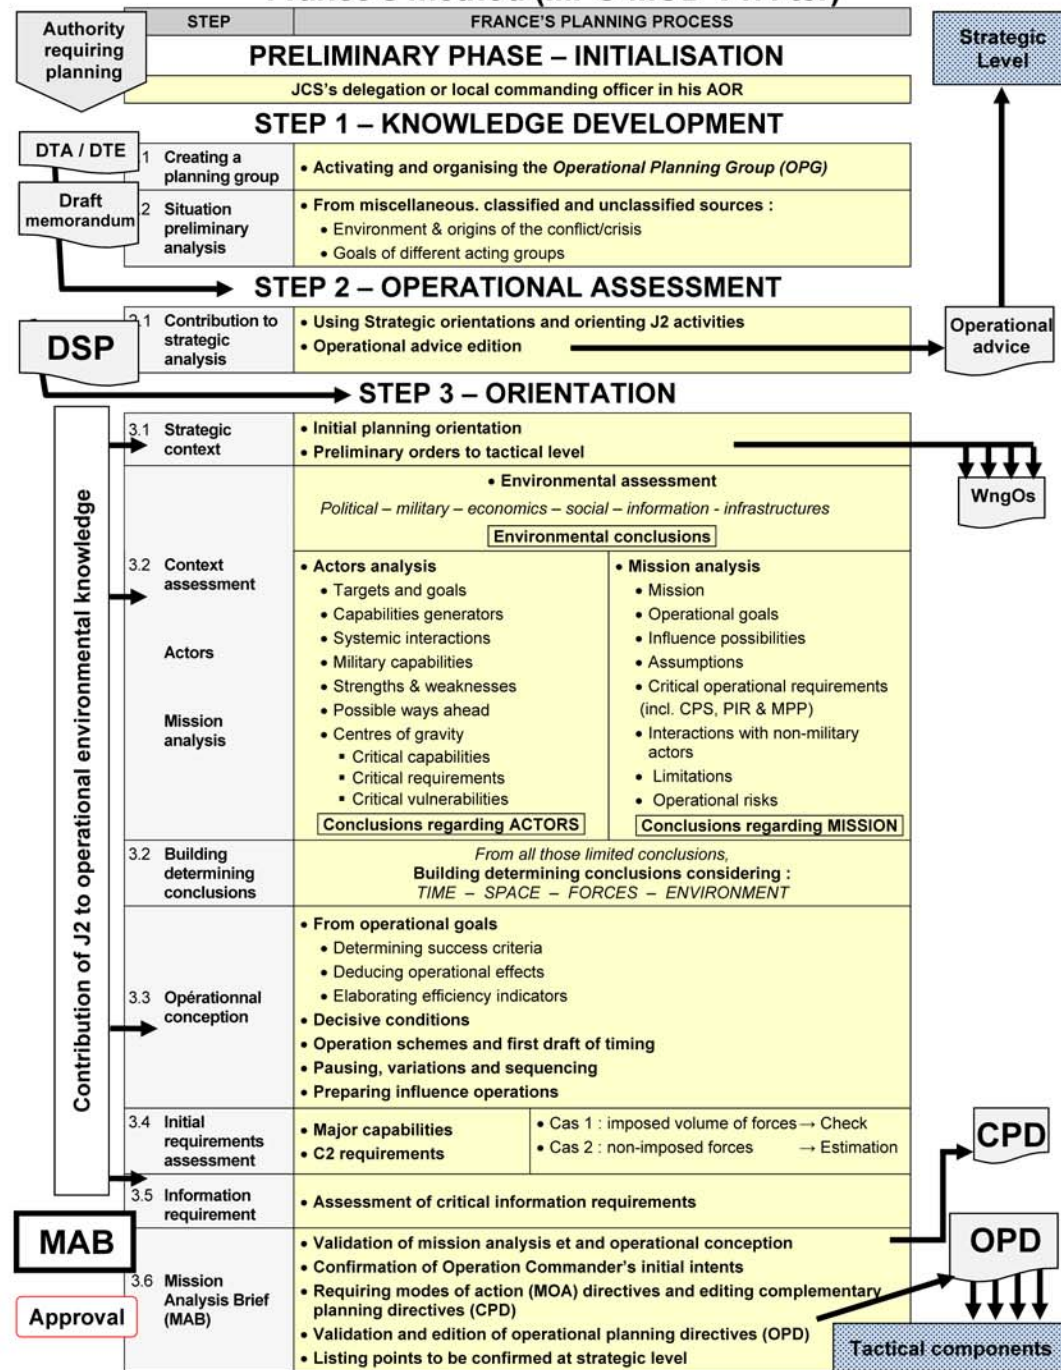 STEP
FRANCE'S PLANNING PROCESS
Authority
requiring
planning
PRELIMINARY PHASE – INITIALISATION
Strategic
Level
JCS's delegation or local commanding officer in his AOR
STEP 1 – KNOWLEDGE DEVELOPMENT
DTA / DTE
Creating a
planning group
• Activating and organising the Operational Planning Group (OPG)
Draft
memorandum
Situation
preliminary
analysis
• From miscellaneous. classified and unclassified sources :
• Environment & origins of the conflict/crisis
• Goals of different acting groups
STEP 2 – OPERATIONAL ASSESSMENT
DSP
2.1 Contribution to
strategic
analysis
• Using Strategic orientations and orienting J2 activities
• Operational advice edition
Operational
advice
STEP 3 – ORIENTATION
Contribution of J2 to operational environmental knowledge
3.1 Strategic
context
• Initial planning orientation
• Preliminary orders to tactical level
WngOs
3.2 Context
assessment
Actors
Mission
analysis
• Environmental assessment
Political – military – economics – social – information - infrastructures
Environmental conclusions
• Actors analysis
• Targets and goals
• Capabilities generators
• Systemic interactions
• Military capabilities
• Strengths & weaknesses
• Possible ways ahead
• Centres of gravity
▪ Critical capabilities
▪ Critical requirements
▪ Critical vulnerabilities
Conclusions regarding ACTORS
• Mission analysis
• Mission
• Operational goals
• Influence possibilities
• Assumptions
• Critical operational requirements
(incl. CPS, PIR & MPP)
• Interactions with non-military
actors
• Limitations
• Operational risks
Conclusions regarding MISSION
3.2 Building
determining
conclusions
From all those limited conclusions,
Building determining conclusions considering :
TIME – SPACE – FORCES – ENVIRONMENT
3.3 Opérationnal
conception
• From operational goals
• Determining success criteria
• Deducing operational effects
• Elaborating efficiency indicators
• Decisive conditions
• Operation schemes and first draft of timing
• Pausing, variations and sequencing
• Preparing influence operations
3.4 Initial
requirements
assessment
• Major capabilities
• C2 requirements
• Cas 1 : imposed volume of forces → Check
• Cas 2 : non-imposed forces → Estimation
CPD
3.5 Information
requirement
• Assessment of critical information requirements
MAB
Approval
3.6 Mission
Analysis Brief
(MAB)
• Validation of mission analysis et and operational conception
• Confirmation of Operation Commander's initial intents
• Requiring modes of action (MOA) directives and editing complementary
planning directives (CPD)
• Validation and edition of operational planning directives (OPD)
• Listing points to be confirmed at strategic level
OPD
Tactical components